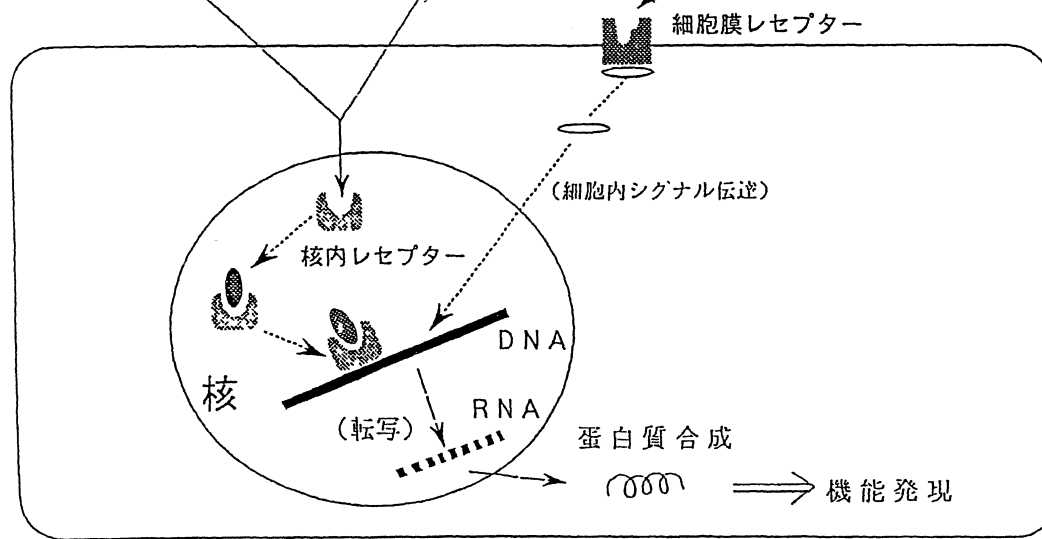 細胞膜レセプター
(細胞内シグナル伝達)
核内レセプター
DNA
核
RNA
(転写)
蛋白質合成
機能発現